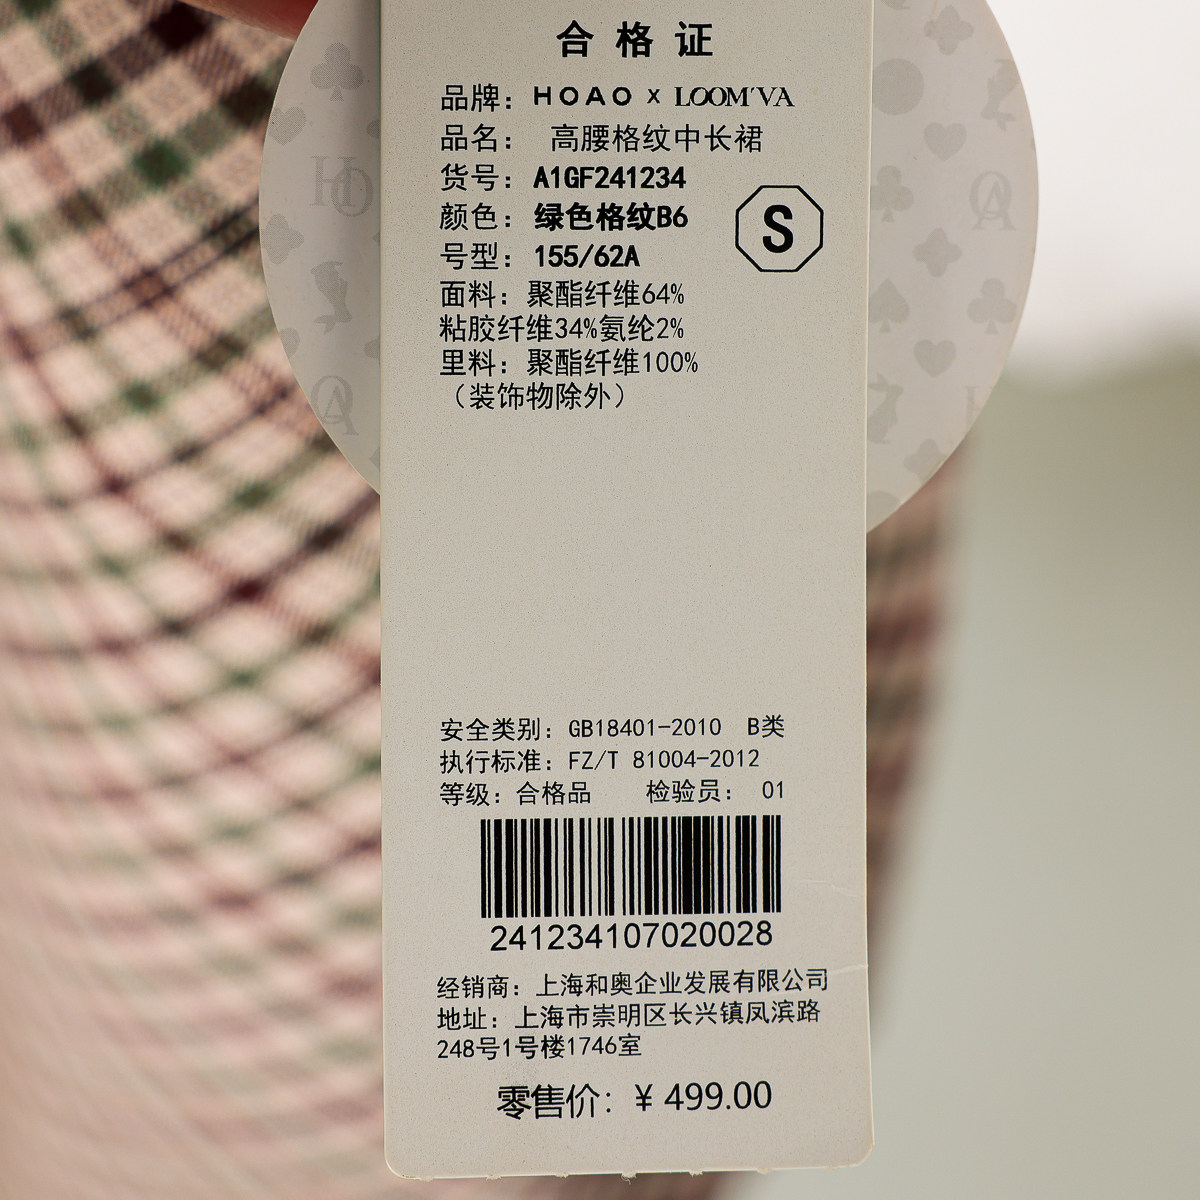 合格证
品牌：HOAO x LOOM'VA
品名： 高腰格纹中长裙
货号：A1GF241234
颜色：绿色格纹B6
S
号型：155/62A
面料：聚酯纤维64%
粘胶纤维34%氨纶2%
里料：聚酯纤维100%
（装饰物除外）
安全类别：GB18401-2010 B类
执行标准：FZ/T 81004-2012
等级：合格品 检验员： 01
241234107020028
经销商：上海和奥企业发展有限公司
地址：上海市崇明区长兴镇凤滨路
248号1号楼1746室
零售价：¥ 499.00